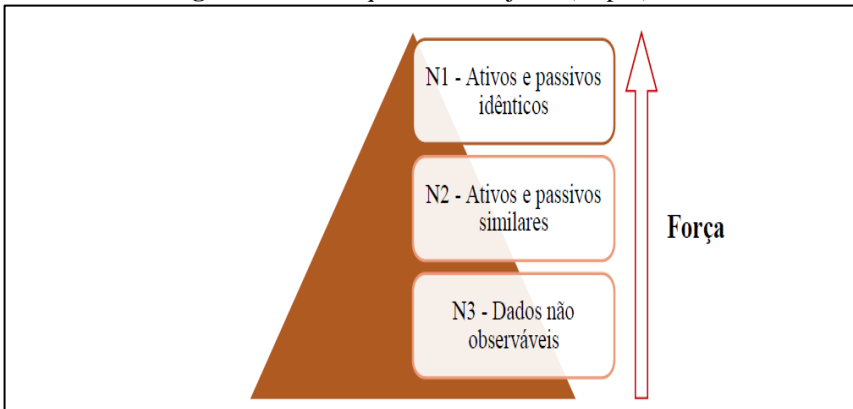 N1 - Ativos e passivos
idênticos
N2 - Ativos e passivos
similares
N3 - Dados não
observáveis
Força